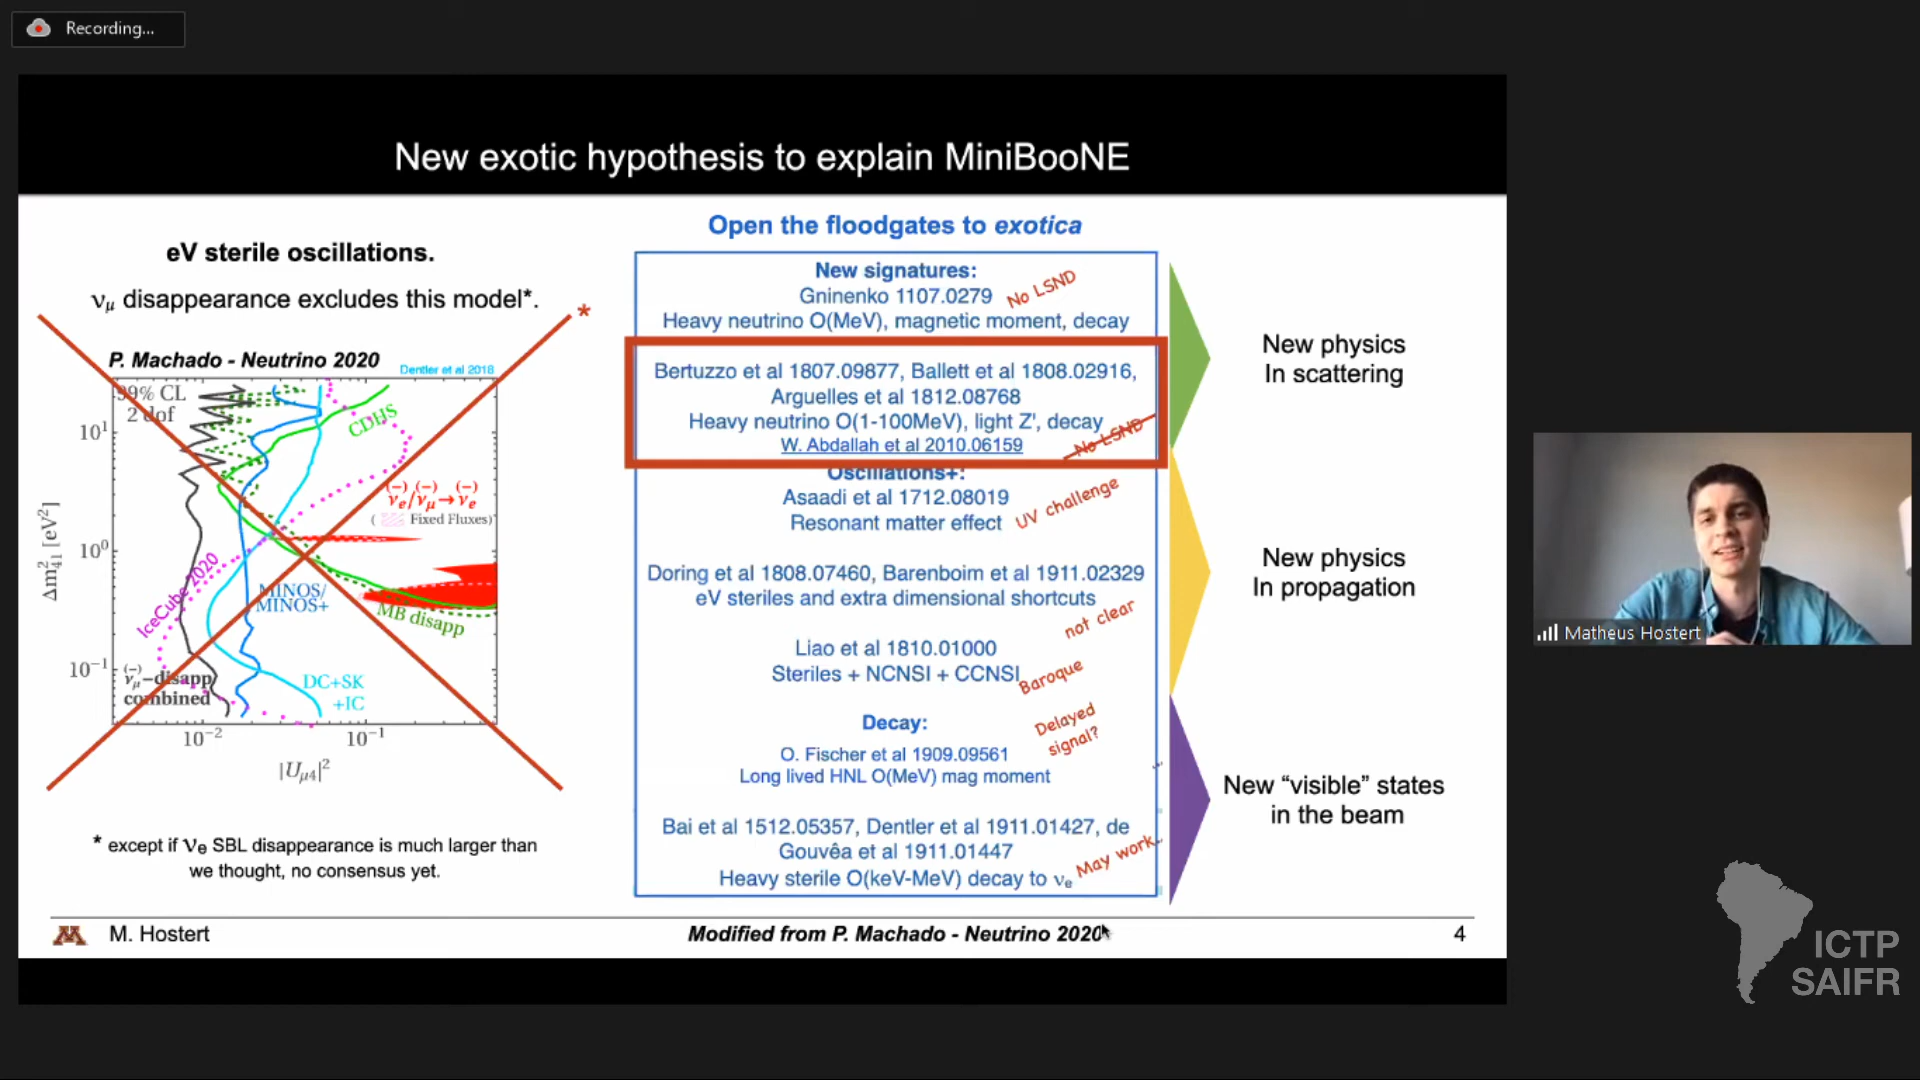 Recording...
New exotic hypothesis to explain MiniBooNE
eV sterile oscillations.
νμ disappearance excludes this model*.
*
P. Machado - Neutrino 2020
Dentler et al 2018
99% CL
2 dof
CDHS
(-) (-) (-)
νe/νμ→νe
( Fixed Fluxes)
IceCube 2020
MINOS/
MINOS+
MB disapp
(-)
νμ-disapp
combined
DC+SK
+IC
10¹
10⁰
10⁻¹
Δm²₄₁ [eV²]
10⁻² 10⁻¹
|Uμ4|²
* except if νe SBL disappearance is much larger than
we thought, no consensus yet.
Open the floodgates to exotica
New signatures:
Gninenko 1107.0279 No LSND
Heavy neutrino O(MeV), magnetic moment, decay
Bertuzzo et al 1807.09877, Ballett et al 1808.02916,
Arguelles et al 1812.08768
Heavy neutrino O(1-100MeV), light Z', decay
W. Abdallah et al 2010.06159 No LSND
Oscillations+:
Asaadi et al 1712.08019
Resonant matter effect UV challenge
Doring et al 1808.07460, Barenboim et al 1911.02329
eV steriles and extra dimensional shortcuts
not clear
Liao et al 1810.01000
Steriles + NCNSI + CCNSI Baroque
Decay:
Delayed
signal?
O. Fischer et al 1909.09561
Long lived HNL O(MeV) mag moment
Bai et al 1512.05357, Dentler et al 1911.01427, de
Gouvêa et al 1911.01447
Heavy sterile O(keV-MeV) decay to νe May work..
New physics
In scattering
New physics
In propagation
New “visible” states
in the beam
M M. Hostert
Modified from P. Machado - Neutrino 2020
4
Matheus Hostert
ICTP
SAIFR